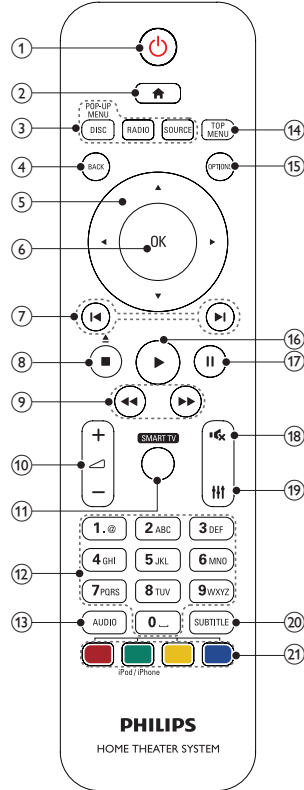 1
2
POP-UP
MENU
3 DISC RADIO SOURCE TOP
MENU 14
4 BACK OPTIONS 15
5
6 OK
7
16
8 17
9
SMART TV
18
10 + −
11 19
1.@ 2 ABC 3 DEF
4 GHI 5 JKL 6 MNO
12
7 PQRS 8 TUV 9 WXYZ
13 AUDIO 0 SUBTITLE 20
21
iPod / iPhone
PHILIPS
HOME THEATER SYSTEM